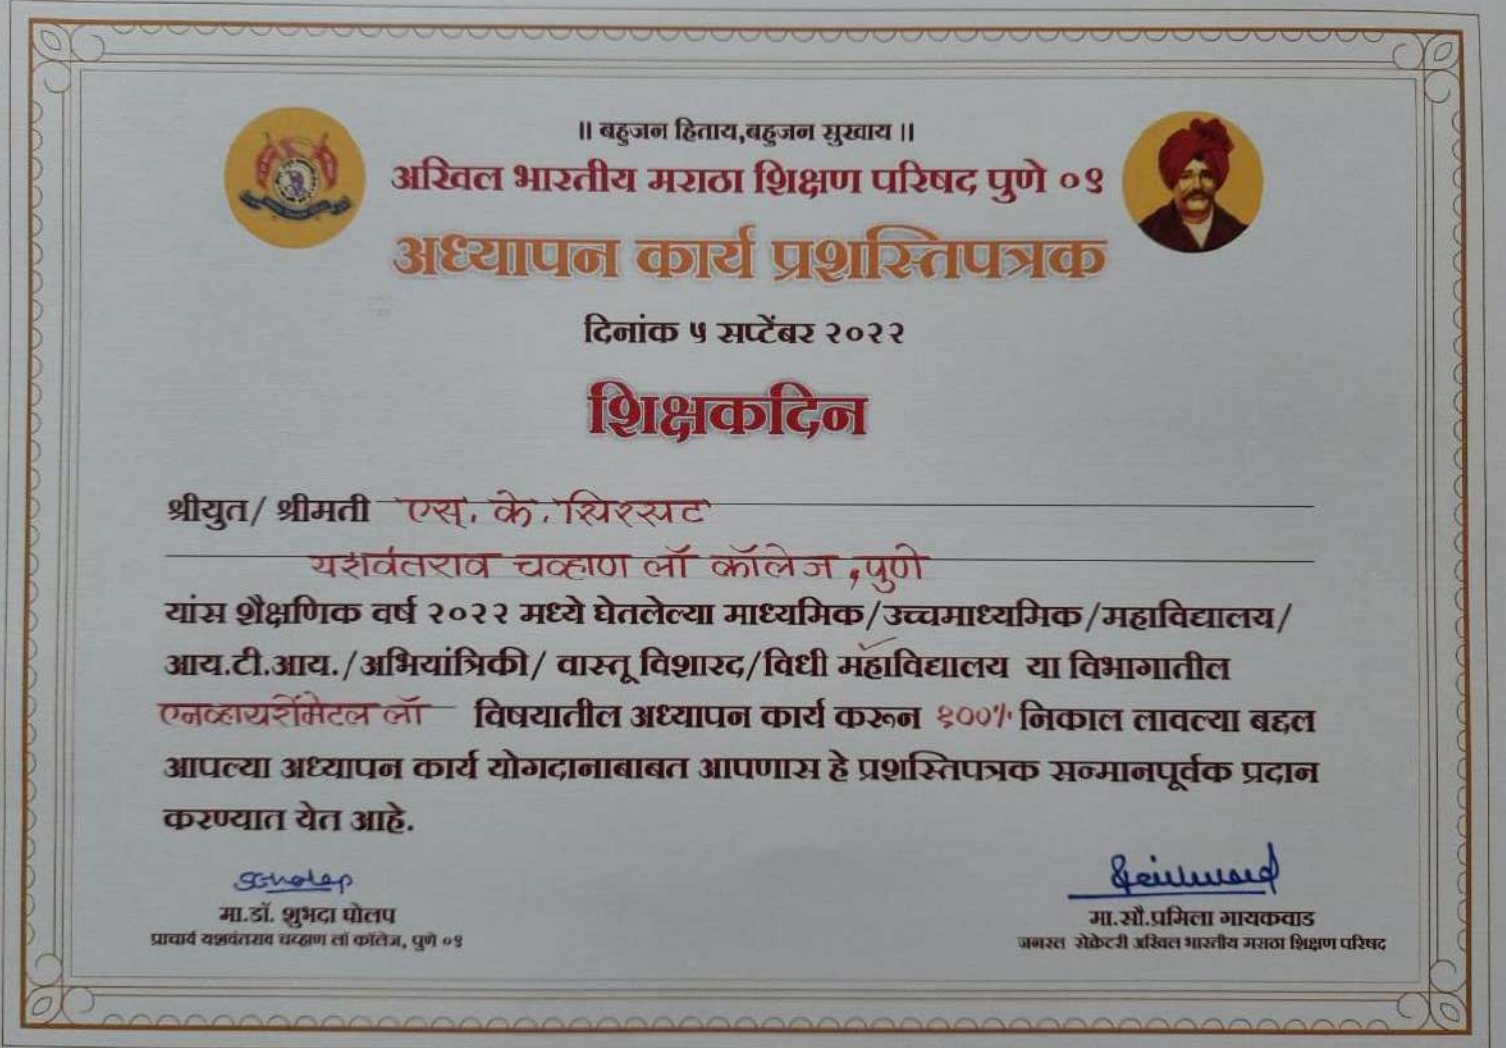 ॥ बहुजन हिताय,बहुजन सुखाय ॥
अखिल भारतीय मराठा शिक्षण परिषद पुणे ०९
अध्यापन कार्य प्रशस्तिपत्रक
दिनांक ५ सप्टेंबर २०२२
शिक्षकदिन
श्रीयुत/ श्रीमती एस. के. सिरसट
यशवंतराव चव्हाण लॉ कॉलेज, पुणे
यांस शैक्षणिक वर्ष २०२२ मध्ये घेतलेल्या माध्यमिक/उच्चमाध्यमिक/महाविद्यालय/
आय.टी.आय./अभियांत्रिकी/ वास्तू विशारद/विधी महाविद्यालय या विभागातील
एनव्हायरोंमेटल लॉ विषयातील अध्यापन कार्य करून १००% निकाल लावल्या बद्दल
आपल्या अध्यापन कार्य योगदानाबाबत आपणास हे प्रशस्तिपत्रक सन्मानपूर्वक प्रदान
करण्यात येत आहे.
मा.डॉ. शुभदा घोलप
प्राचार्य यशवंतराव चव्हाण लॉ कॉलेज, पुणे ०९
मा.सौ.प्रमिला गायकवाड
जनरल सेक्रेटरी अखिल भारतीय मराठा शिक्षण परिषद